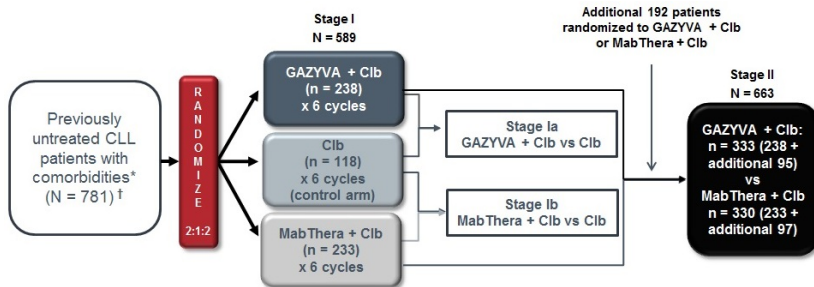 Stage I
N = 589
Additional 192 patients
randomized to GAZYVA + Clb
or MabThera + Clb
Stage II
N = 663
Previously
untreated CLL
patients with
comorbidities*
(N = 781) †
RANDOMIZE
2:1:2
GAZYVA + Clb
(n = 238)
x 6 cycles
Clb
(n = 118)
x 6 cycles
(control arm)
MabThera + Clb
(n = 233)
x 6 cycles
Stage Ia
GAZYVA + Clb vs Clb
Stage Ib
MabThera + Clb vs Clb
GAZYVA + Clb:
n = 333 (238 +
additional 95)
vs
MabThera + Clb
n = 330 (233 +
additional 97)